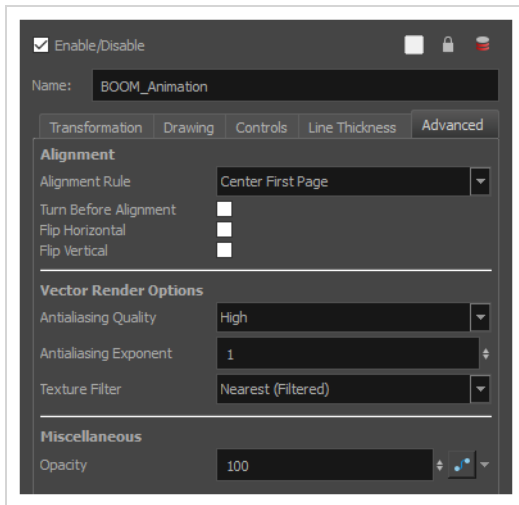 Enable/Disable
Name: BOOM_Animation
Transformation Drawing Controls Line Thickness Advanced
Alignment
Alignment Rule Center First Page
Turn Before Alignment
Flip Horizontal
Flip Vertical
Vector Render Options
Antialiasing Quality High
Antialiasing Exponent 1
Texture Filter Nearest (Filtered)
Miscellaneous
Opacity 100